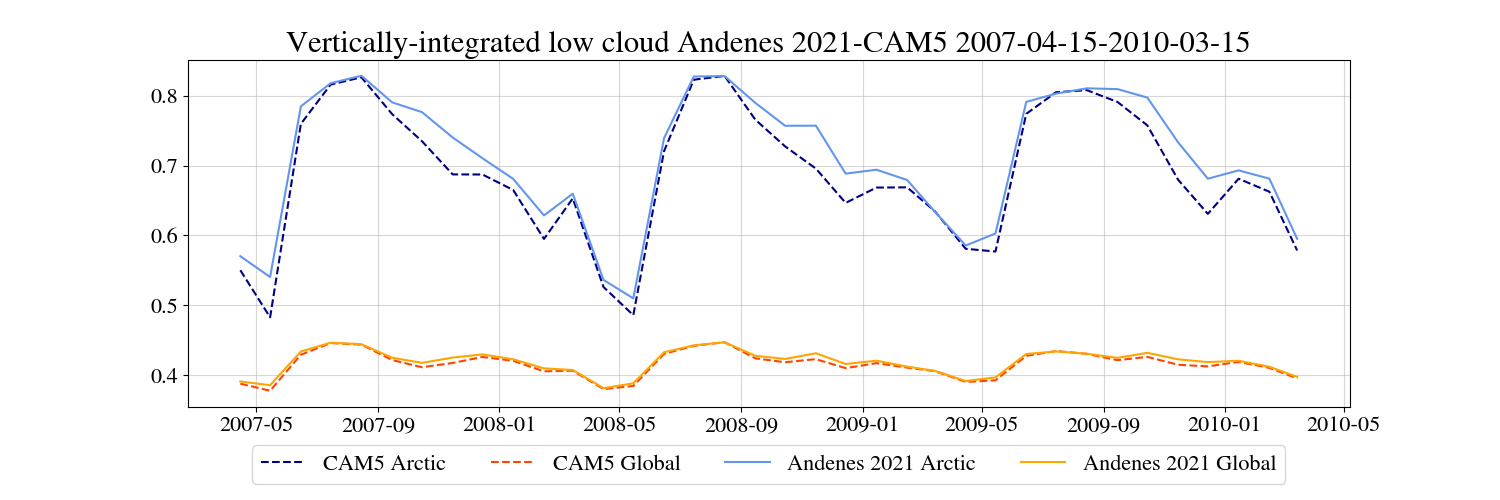 Vertically-integrated low cloud Andenes 2021-CAM5 2007-04-15-2010-03-15
0.8
0.7
0.6
0.5
0.4
2007-05 2007-09 2008-01 2008-05 2008-09 2009-01 2009-05 2009-09 2010-01 2010-05
CAM5 Arctic CAM5 Global Andenes 2021 Arctic Andenes 2021 Global